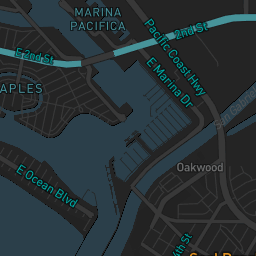 MARINA
PACIFICA
Pacific Coast Hwy
2nd St
E 2nd St
E Marina Dr
APLES
Oakwood
E Ocean Blvd